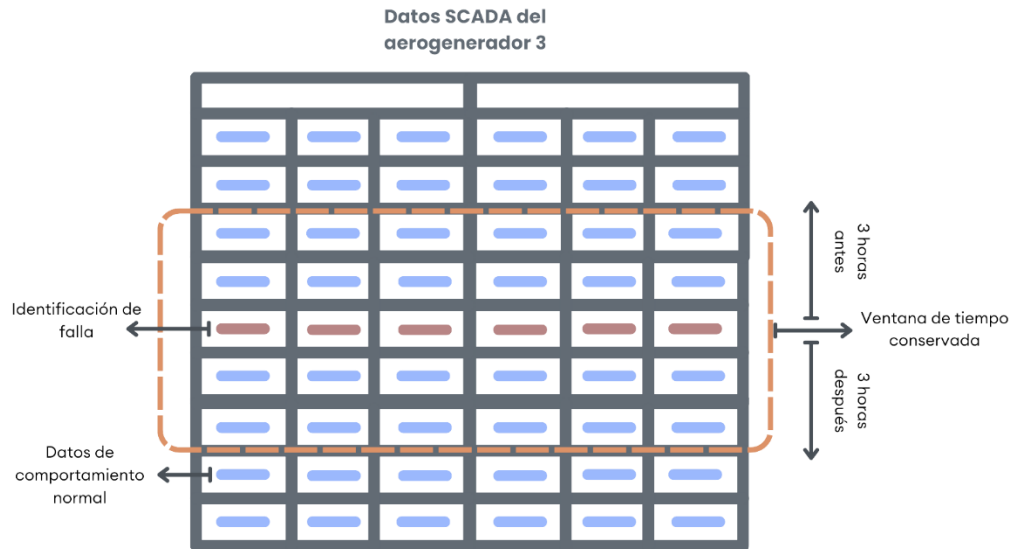 Datos SCADA del
aerogenerador 3
3 horas
antes
Identificación de
falla
Ventana de tiempo
conservada
3 horas
después
Datos de
comportamiento
normal